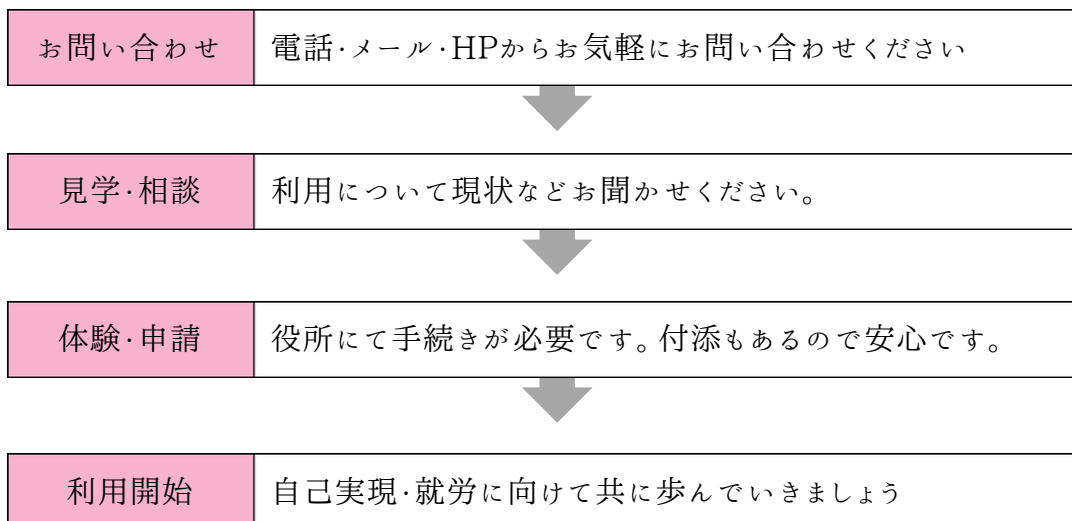 お問い合わせ 電話･メール･HPからお気軽にお問い合わせください
見学･相談 利用について現状などお聞かせください。
体験･申請 役所にて手続きが必要です。付添もあるので安心です。
利用開始 自己実現･就労に向けて共に歩んでいきましょう